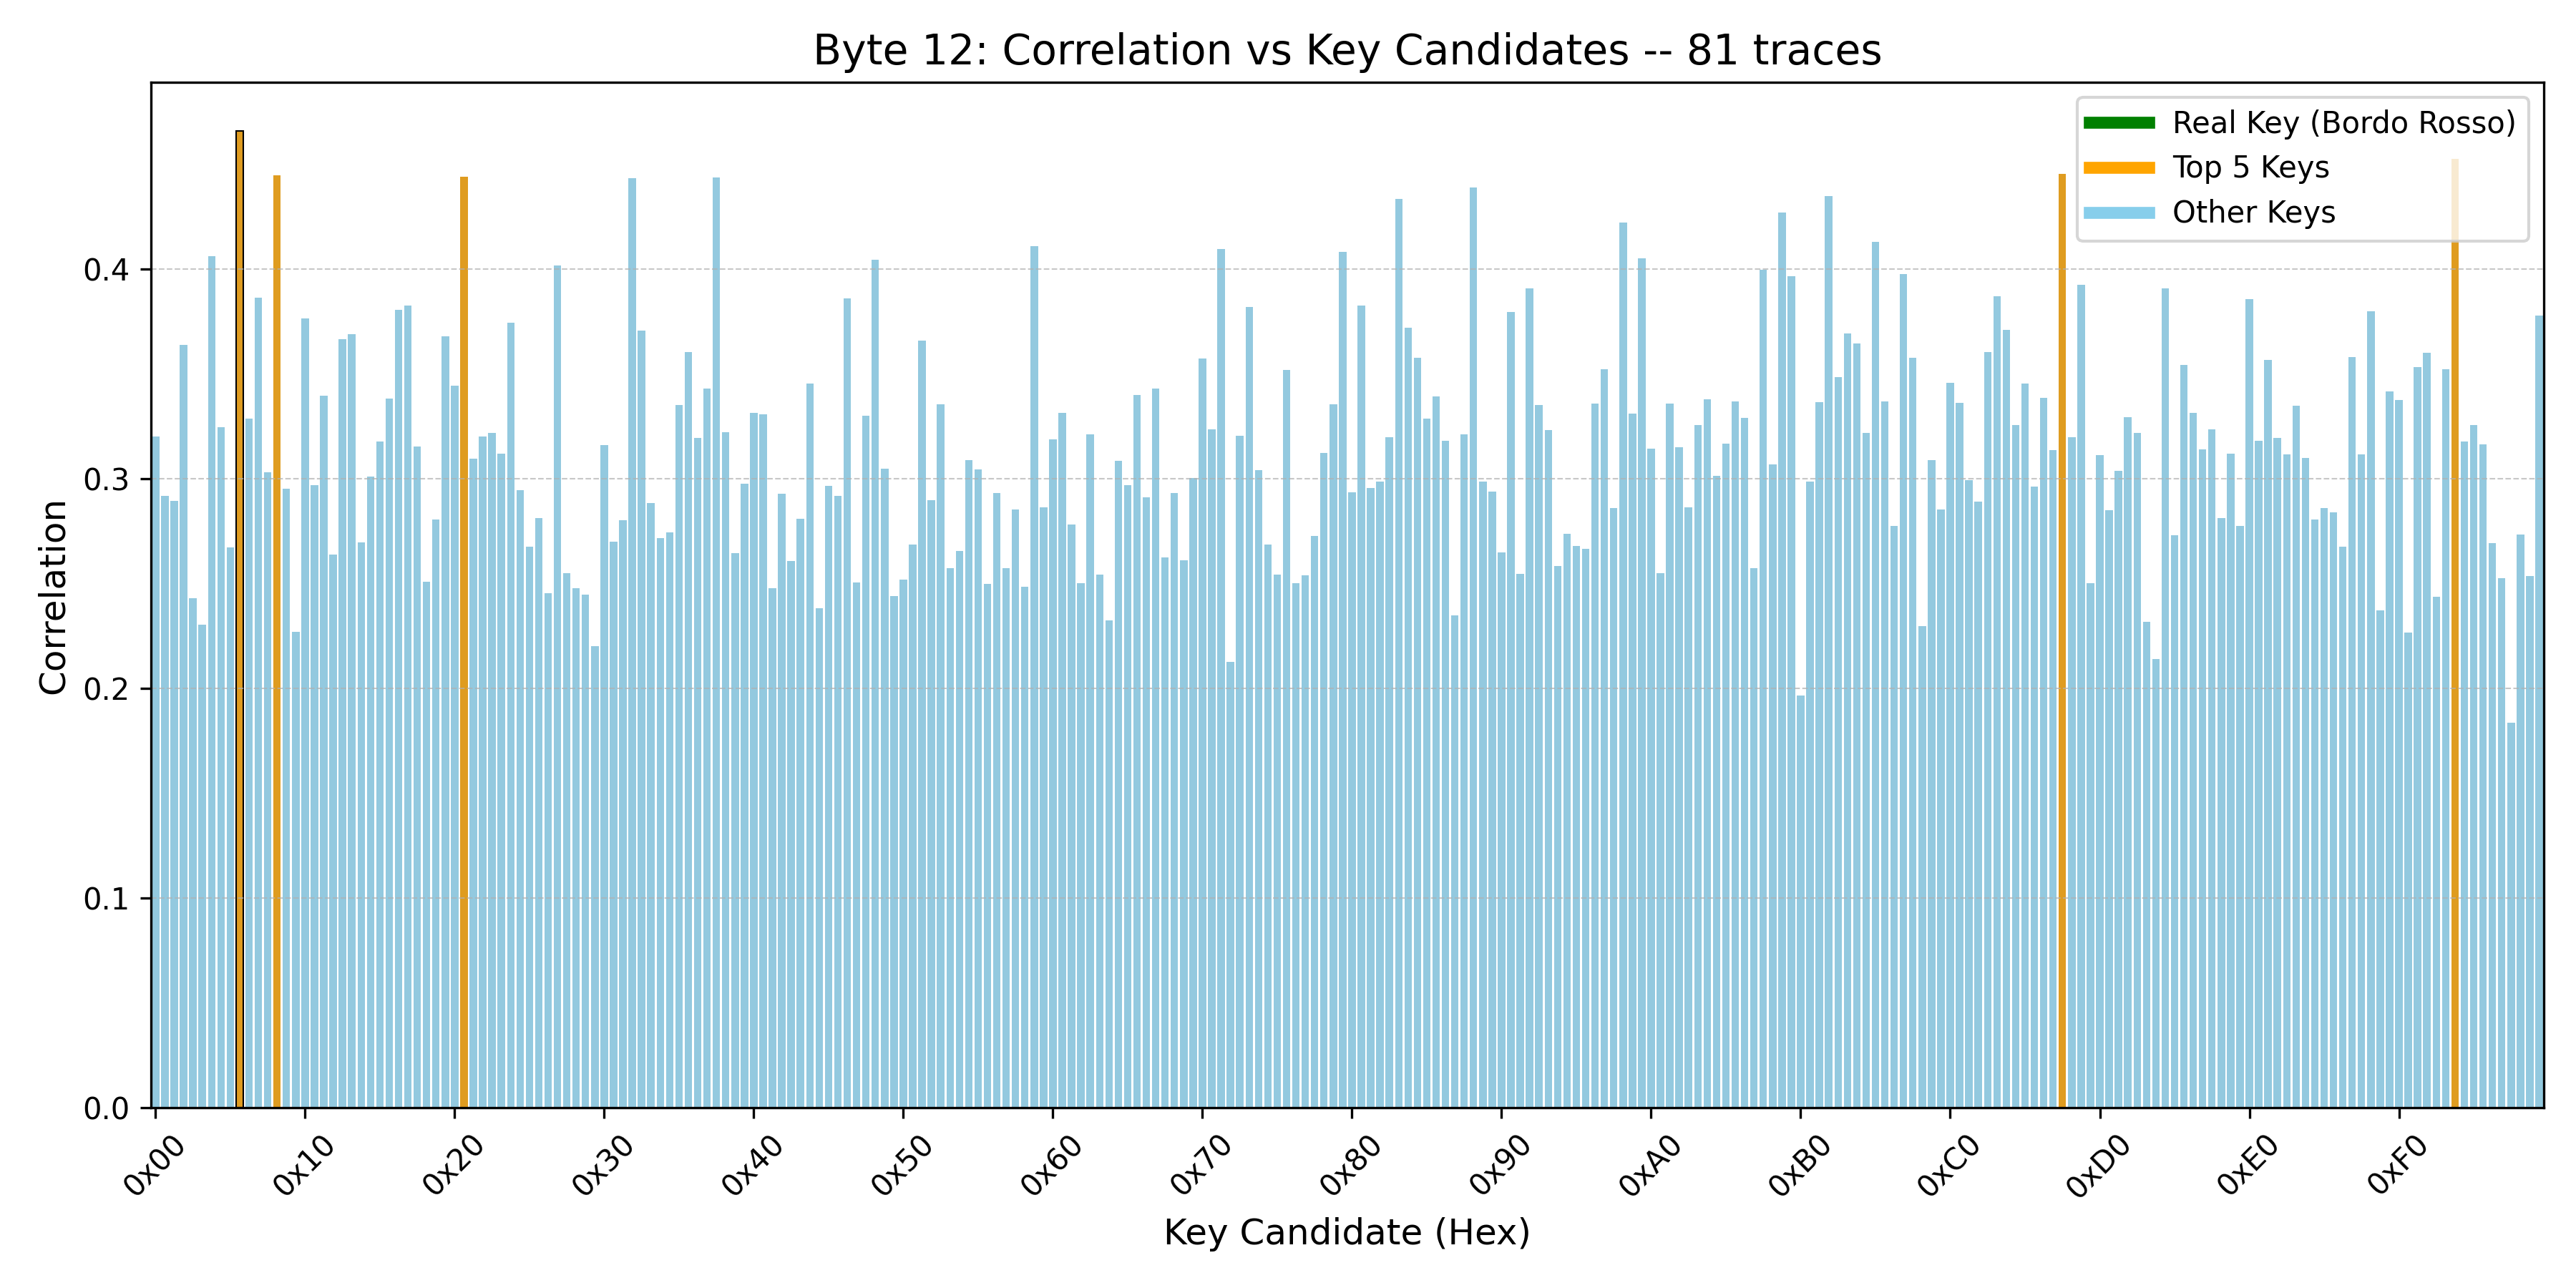 Byte 12: Correlation vs Key Candidates -- 81 traces
Real Key (Bordo Rosso)
Top 5 Keys
Other Keys
Correlation
0.4
0.3
0.2
0.1
0.0
0x00
0x10
0x20
0x30
0x40
0x50
0x60
0x70
0x80
0x90
0xA0
0xB0
0xC0
0xD0
0xE0
0xF0
Key Candidate (Hex)